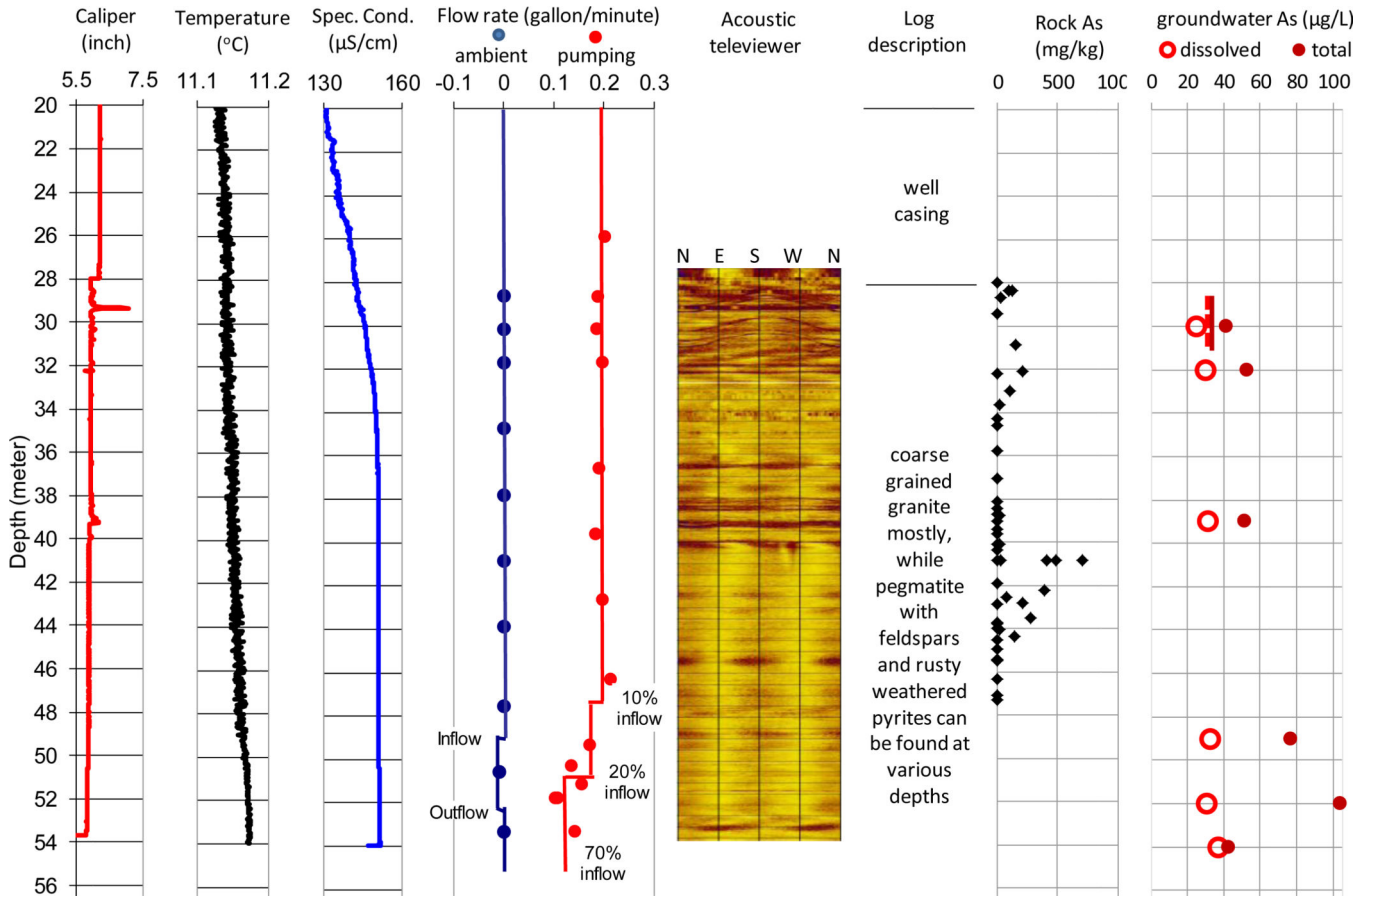 Caliper
(inch)
5.5 7.5
Temperature
(°C)
11.1 11.2
Spec. Cond.
(µS/cm)
130 160
Flow rate (gallon/minute)
ambient pumping
-0.1 0 0.1 0.2 0.3
Acoustic
televiewer
Log
description
Rock As
(mg/kg)
0 500 100
groundwater As (µg/L)
dissolved total
0 20 40 60 80 100
Depth (meter)
20
22
24
26
28
30
32
34
36
38
40
42
44
46
48
50
52
54
56
Inflow
Outflow
10%
inflow
20%
inflow
70%
inflow
N E S W N
well
casing
coarse
grained
granite
mostly,
while
pegmatite
with
feldspars
and rusty
weathered
pyrites can
be found at
various
depths